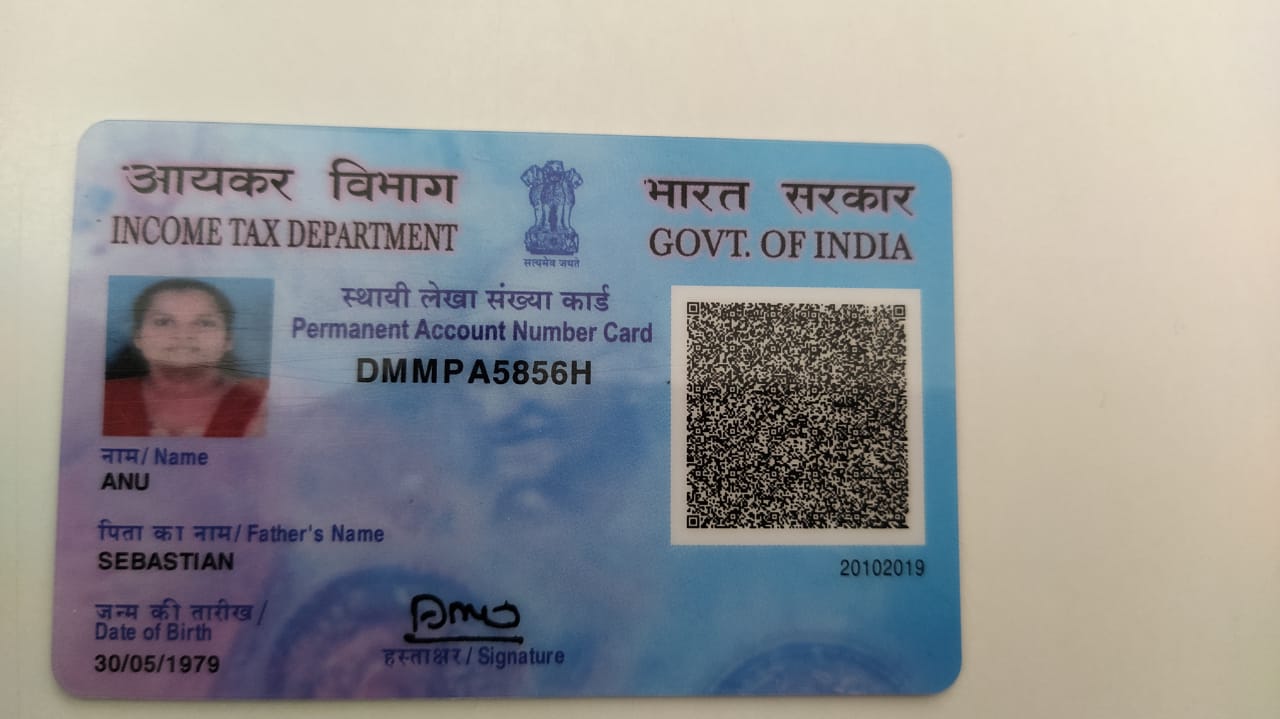 आयकर विभाग
INCOME TAX DEPARTMENT
सत्यमेव जयते
भारत सरकार
GOVT. OF INDIA
स्थायी लेखा संख्या कार्ड
Permanent Account Number Card
DMMPA5856H
नाम/ Name
ANU
पिता का नाम/ Father's Name
SEBASTIAN
20102019
जन्म की तारीख/
Date of Birth
30/05/1979
Anu
हस्ताक्षर/ Signature